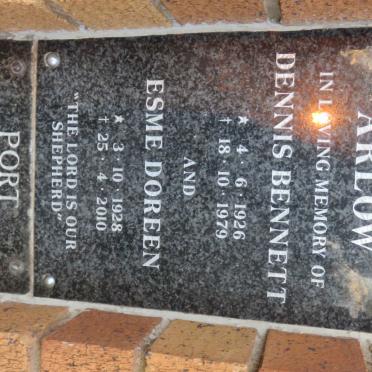 ARLOW
IN LOVING MEMORY OF
DENNIS BENNETT
★ 4 · 6 · 1926
† 18 · 10 · 1979
AND
ESME DOREEN
★ 3 · 10 · 1928
† 25 · 4 · 2010
"THE LORD IS OUR
SHEPHERD"
PORT